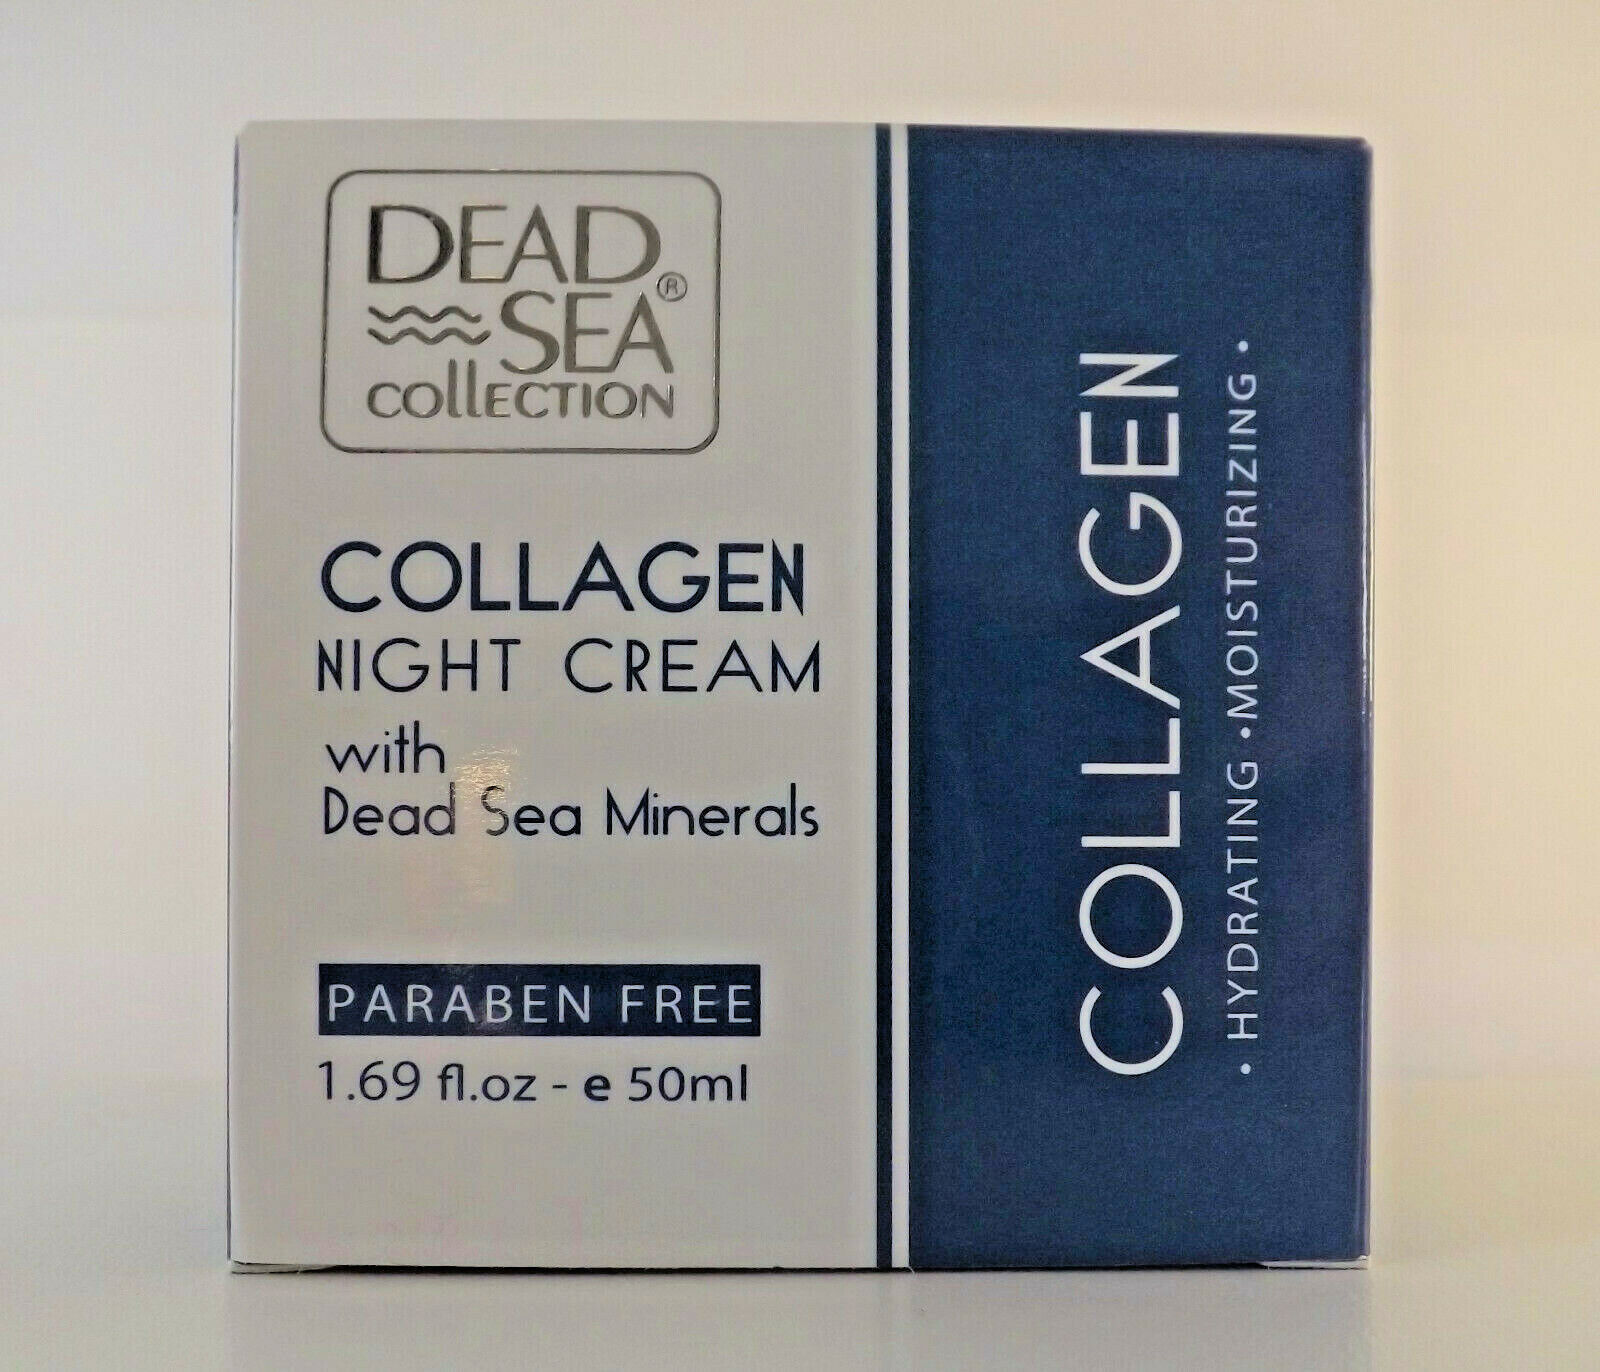 DEAD
SEA®
COLLECTION
COLLAGEN
NIGHT CREAM
with
Dead Sea Minerals
PARABEN FREE
1.69 fl.oz - e 50ml
COLLAGEN
• HYDRATING • MOISTURIZING •